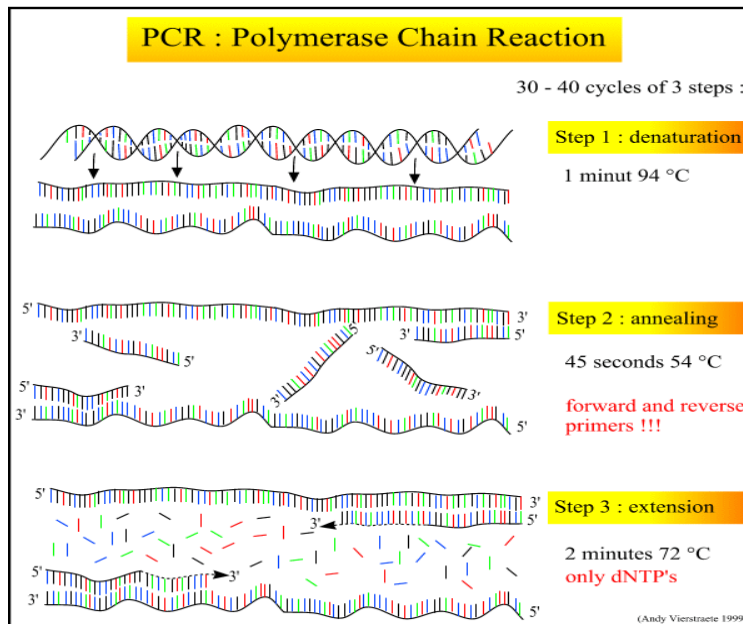 PCR : Polymerase Chain Reaction
30 - 40 cycles of 3 steps :
Step 1 : denaturation
1 minut 94 °C
5'
3'
Step 2 : annealing
3'
5'
5'
5'
45 seconds 54 °C
5'
3'
3'
3'
3'
5'
forward and reverse
primers !!!
5'
3'
Step 3 : extension
3'
5'
2 minutes 72 °C
5'
3'
only dNTP's
3'
5'
(Andy Vierstraete 1999